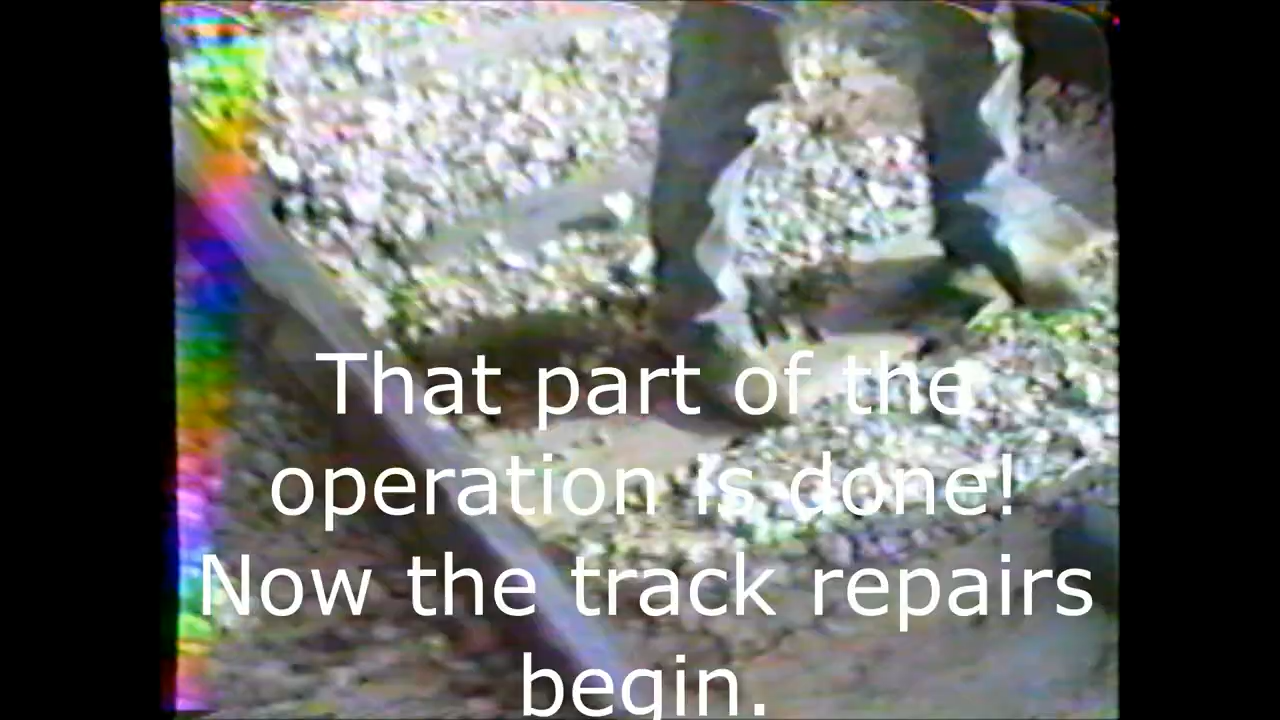 That part of the
operation is done!
Now the track repairs
begin.